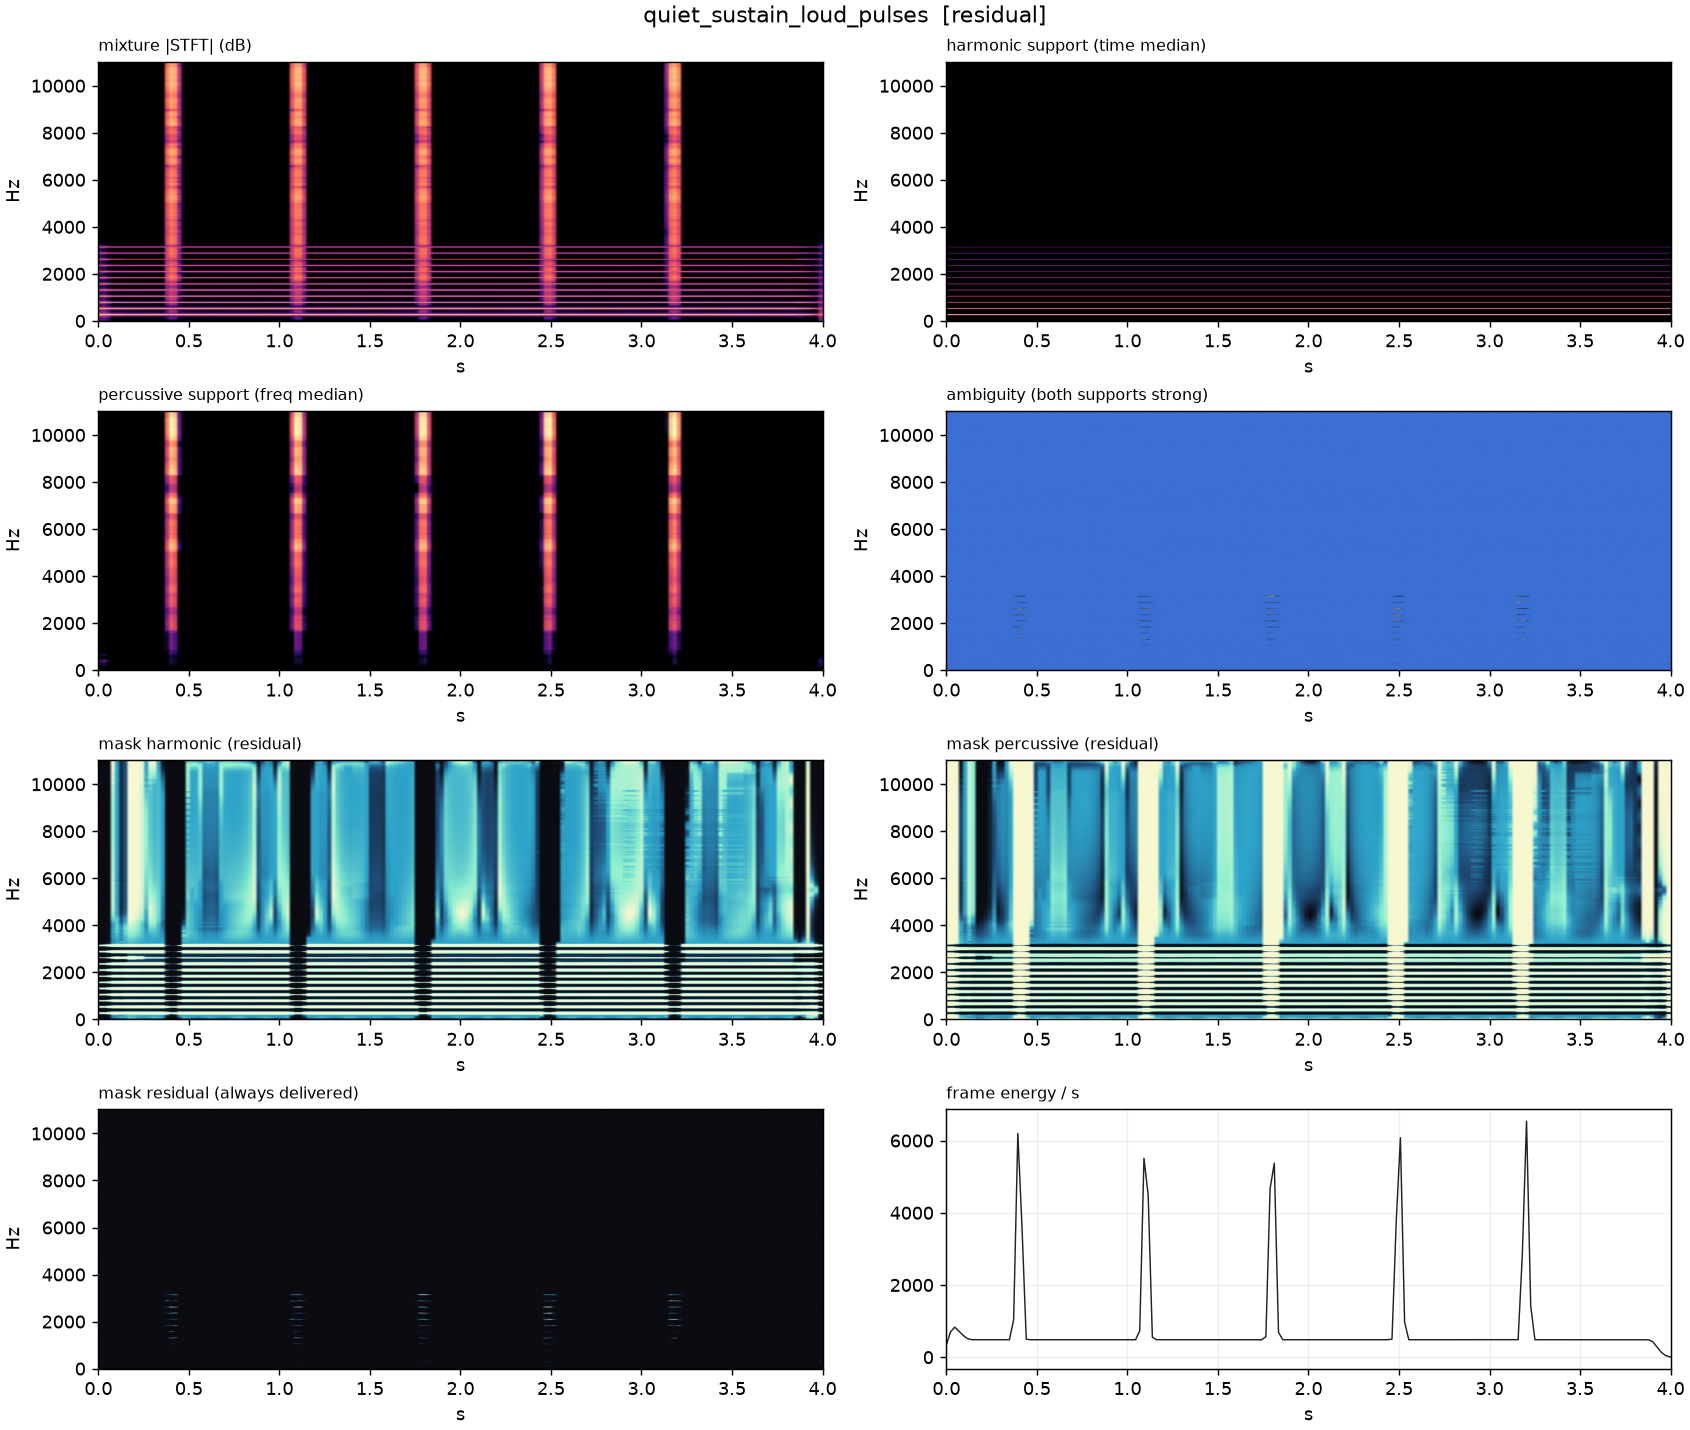 quiet_sustain_loud_pulses [residual]
mixture |STFT| (dB)
Hz
10000
8000
6000
4000
2000
0
0.0 0.5 1.0 1.5 2.0 2.5 3.0 3.5 4.0
s
harmonic support (time median)
Hz
10000
8000
6000
4000
2000
0
0.0 0.5 1.0 1.5 2.0 2.5 3.0 3.5 4.0
s
percussive support (freq median)
Hz
10000
8000
6000
4000
2000
0
0.0 0.5 1.0 1.5 2.0 2.5 3.0 3.5 4.0
s
ambiguity (both supports strong)
Hz
10000
8000
6000
4000
2000
0
0.0 0.5 1.0 1.5 2.0 2.5 3.0 3.5 4.0
s
mask harmonic (residual)
Hz
10000
8000
6000
4000
2000
0
0.0 0.5 1.0 1.5 2.0 2.5 3.0 3.5 4.0
s
mask percussive (residual)
Hz
10000
8000
6000
4000
2000
0
0.0 0.5 1.0 1.5 2.0 2.5 3.0 3.5 4.0
s
mask residual (always delivered)
Hz
10000
8000
6000
4000
2000
0
0.0 0.5 1.0 1.5 2.0 2.5 3.0 3.5 4.0
s
frame energy / s
6000
4000
2000
0
0.0 0.5 1.0 1.5 2.0 2.5 3.0 3.5 4.0
s